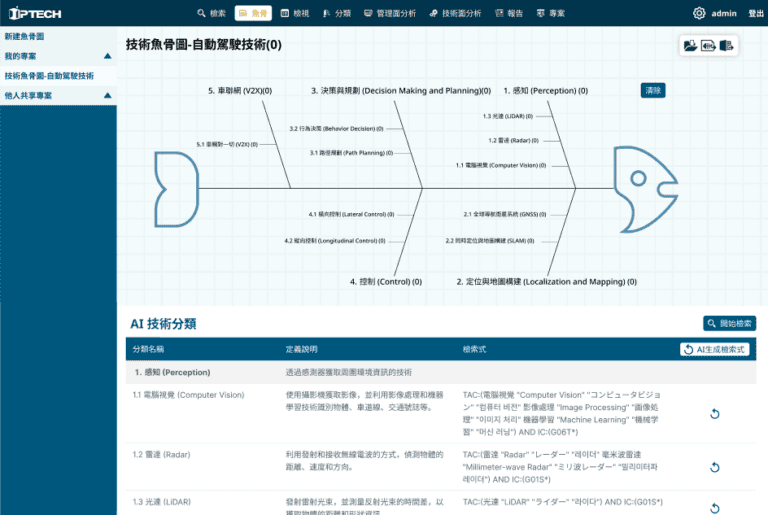 IPTECH
檢索
魚骨
檢視
分類
管理面分析
技術面分析
報告
專案
admin
登出
新建魚骨圖
我的專案
技術魚骨圖-自動駕駛技術
他人共享專案
技術魚骨圖-自動駕駛技術(0)
清除
5. 車聯網 (V2X)(0)
3. 決策與規劃 (Decision Making and Planning)(0)
1. 感知 (Perception) (0)
1.3 光達 (LiDAR) (0)
3.2 行為決策 (Behavior Decision) (0)
1.2 雷達 (Radar) (0)
5.1 車輛對一切 (V2X) (0)
3.1 路徑規劃 (Path Planning) (0)
1.1 電腦視覺 (Computer Vision) (0)
4.1 橫向控制 (Lateral Control) (0)
2.1 全球導航衛星系統 (GNSS) (0)
4.2 縱向控制 (Longitudinal Control) (0)
2.2 同時定位與地圖構建 (SLAM) (0)
4. 控制 (Control) (0)
2. 定位與地圖構建 (Localization and Mapping) (0)
AI 技術分類
開始檢索
分類名稱
定義說明
檢索式
AI生成檢索式
1. 感知 (Perception)
透過感測器獲取周圍環境資訊的技術
1.1 電腦視覺 (Computer Vision)
使用攝影機獲取影像，並利用影像處理和機器
學習技術識別物體、車道線、交通號誌等。
TAC:(電腦視覺 "Computer Vision" "コンピュータビジョ
ン" "컴퓨터 비전" 影像處理 "Image Processing" "画像処
理" "이미지 처리" 機器學習 "Machine Learning" "機械学
習" "머신 러닝") AND IC:(G06T*)
1.2 雷達 (Radar)
利用發射和接收無線電波的方式，偵測物體的
距離、速度和方向。
TAC:(雷達 "Radar" "レーダー" "레이더" 毫米波雷達
"Millimeter-wave Radar" "ミリ波レーダー" "밀리미터파
레이더") AND IC:(G01S*)
1.3 光達 (LiDAR)
發射雷射光束，並測量反射光束的時間差，以
獲取物體的距離和形狀資訊
TAC:(光達 "LiDAR" "ライダー" "라이다") AND IC:(G01S*)